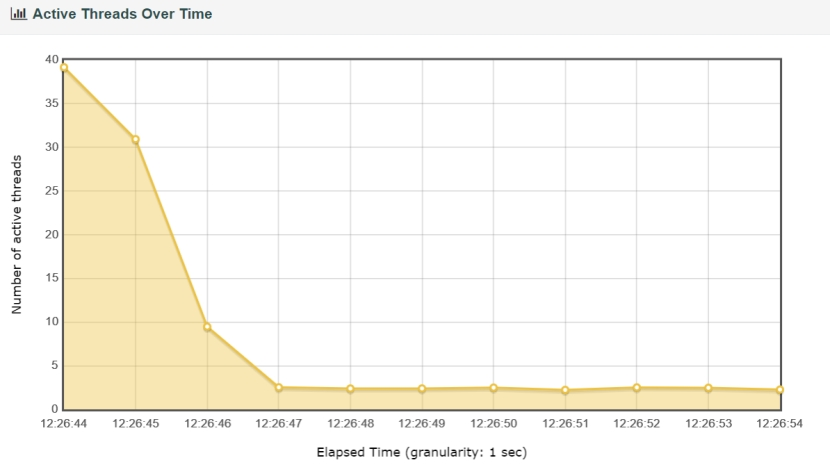 Active Threads Over Time
40
35
30
25
20
15
10
5
0
Number of active threads
12:26:44 12:26:45 12:26:46 12:26:47 12:26:48 12:26:49 12:26:50 12:26:51 12:26:52 12:26:53 12:26:54
Elapsed Time (granularity: 1 sec)